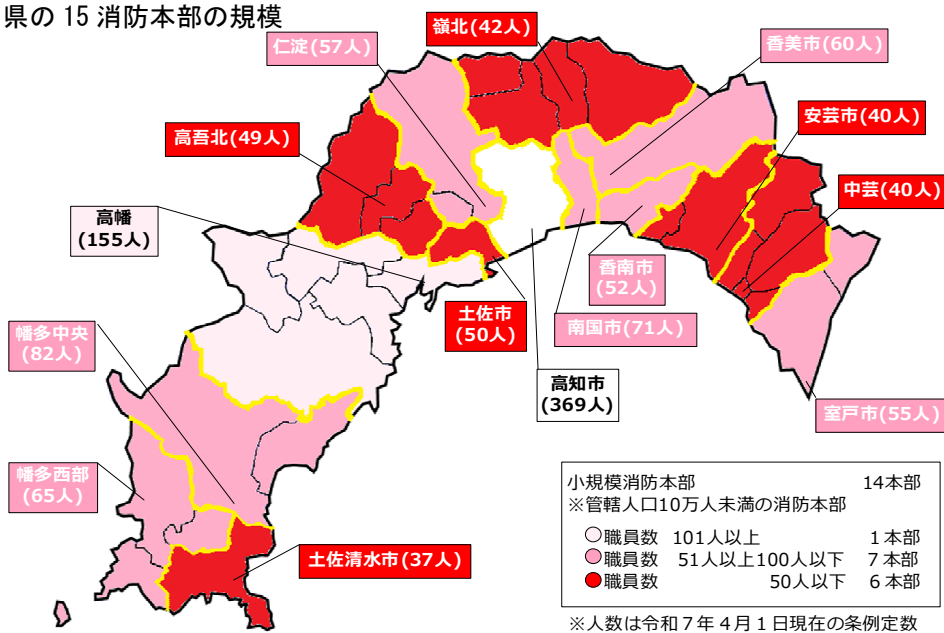 県の 15 消防本部の規模
嶺北(42人)
仁淀(57人)
香美市(60人)
安芸市(40人)
高吾北(49人)
中芸(40人)
高幡
(155人)
香南市
(52人)
土佐市
(50人)
南国市(71人)
幡多中央
(82人)
高知市
(369人)
室戸市(55人)
幡多西部
(65人)
土佐清水市(37人)
小規模消防本部 14本部
※管轄人口10万人未満の消防本部
職員数 101人以上 1本部
職員数 51人以上100人以下 7本部
職員数 50人以下 6本部
※人数は令和7年4月1日現在の条例定数